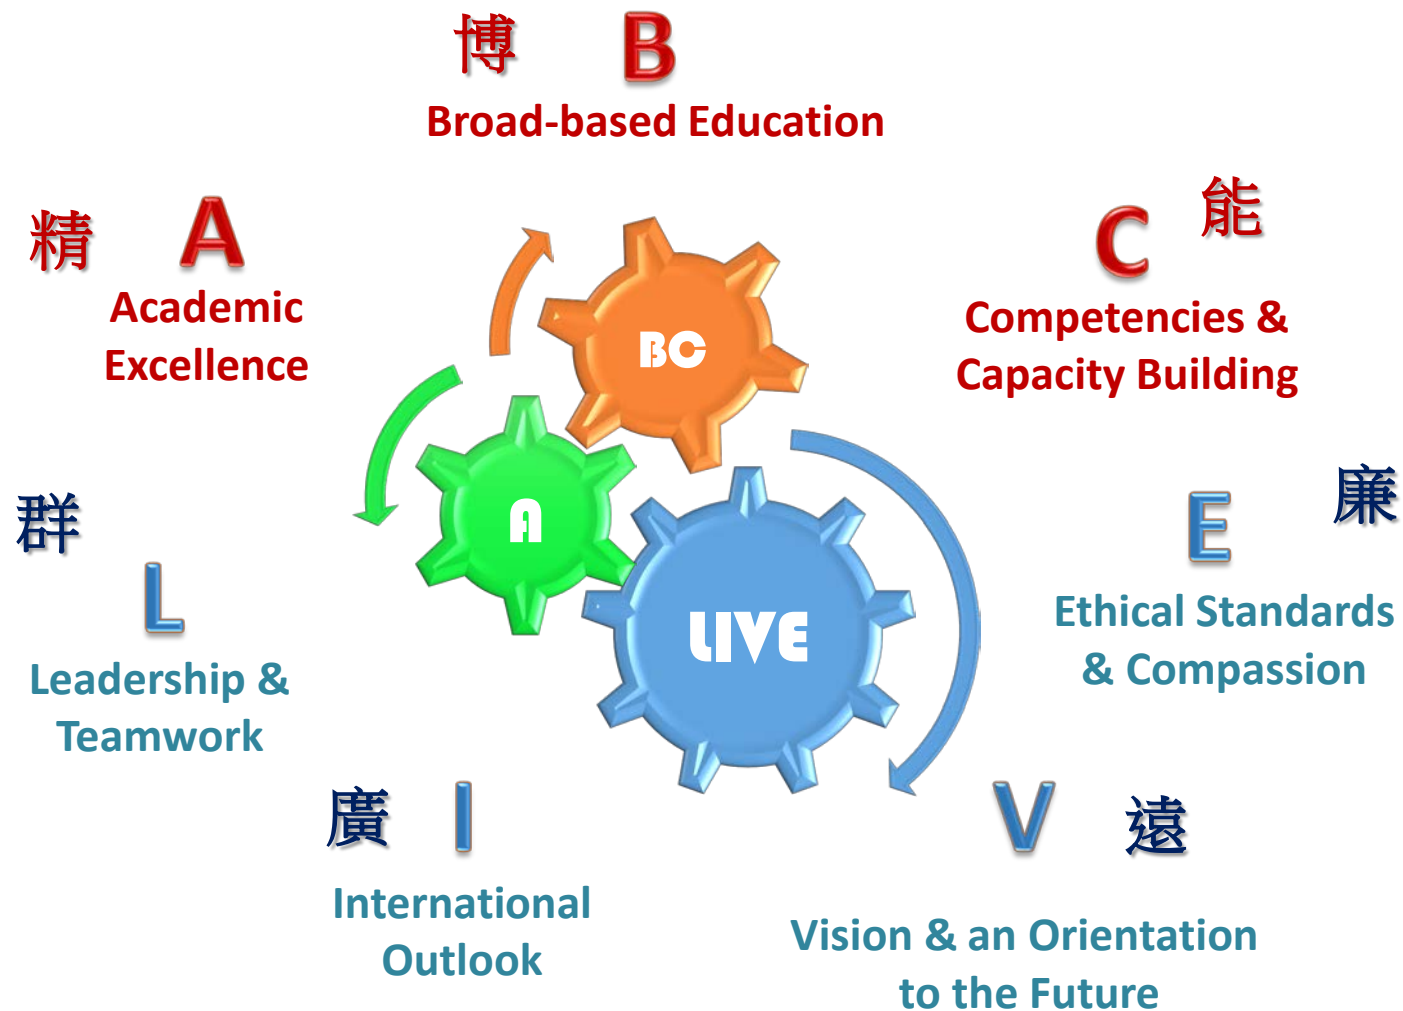 博 B
Broad-based Education
精 A
Academic
Excellence
C 能
Competencies &
Capacity Building
BC
A
LIVE
群
L
Leadership &
Teamwork
E 廉
Ethical Standards
& Compassion
廣 I
International
Outlook
V 遠
Vision & an Orientation
to the Future